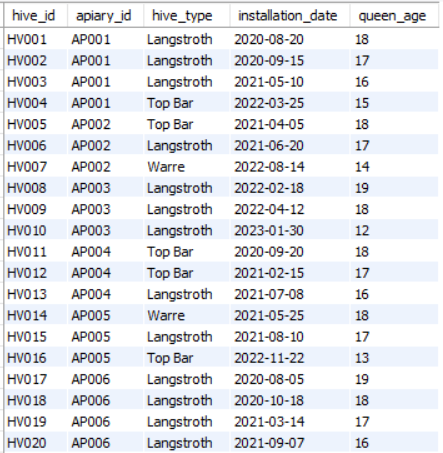 hive_id apiary_id hive_type installation_date queen_age
HV001 AP001 Langstroth 2020-08-20 18
HV002 AP001 Langstroth 2020-09-15 17
HV003 AP001 Langstroth 2021-05-10 16
HV004 AP001 Top Bar 2022-03-25 15
HV005 AP002 Top Bar 2021-04-05 18
HV006 AP002 Langstroth 2021-06-20 17
HV007 AP002 Warre 2022-08-14 14
HV008 AP003 Langstroth 2022-02-18 19
HV009 AP003 Langstroth 2022-04-12 18
HV010 AP003 Langstroth 2023-01-30 12
HV011 AP004 Top Bar 2020-09-20 18
HV012 AP004 Top Bar 2021-02-15 17
HV013 AP004 Langstroth 2021-07-08 16
HV014 AP005 Warre 2021-05-25 18
HV015 AP005 Langstroth 2021-08-10 17
HV016 AP005 Top Bar 2022-11-22 13
HV017 AP006 Langstroth 2020-08-05 19
HV018 AP006 Langstroth 2020-10-18 18
HV019 AP006 Langstroth 2021-03-14 17
HV020 AP006 Langstroth 2021-09-07 16